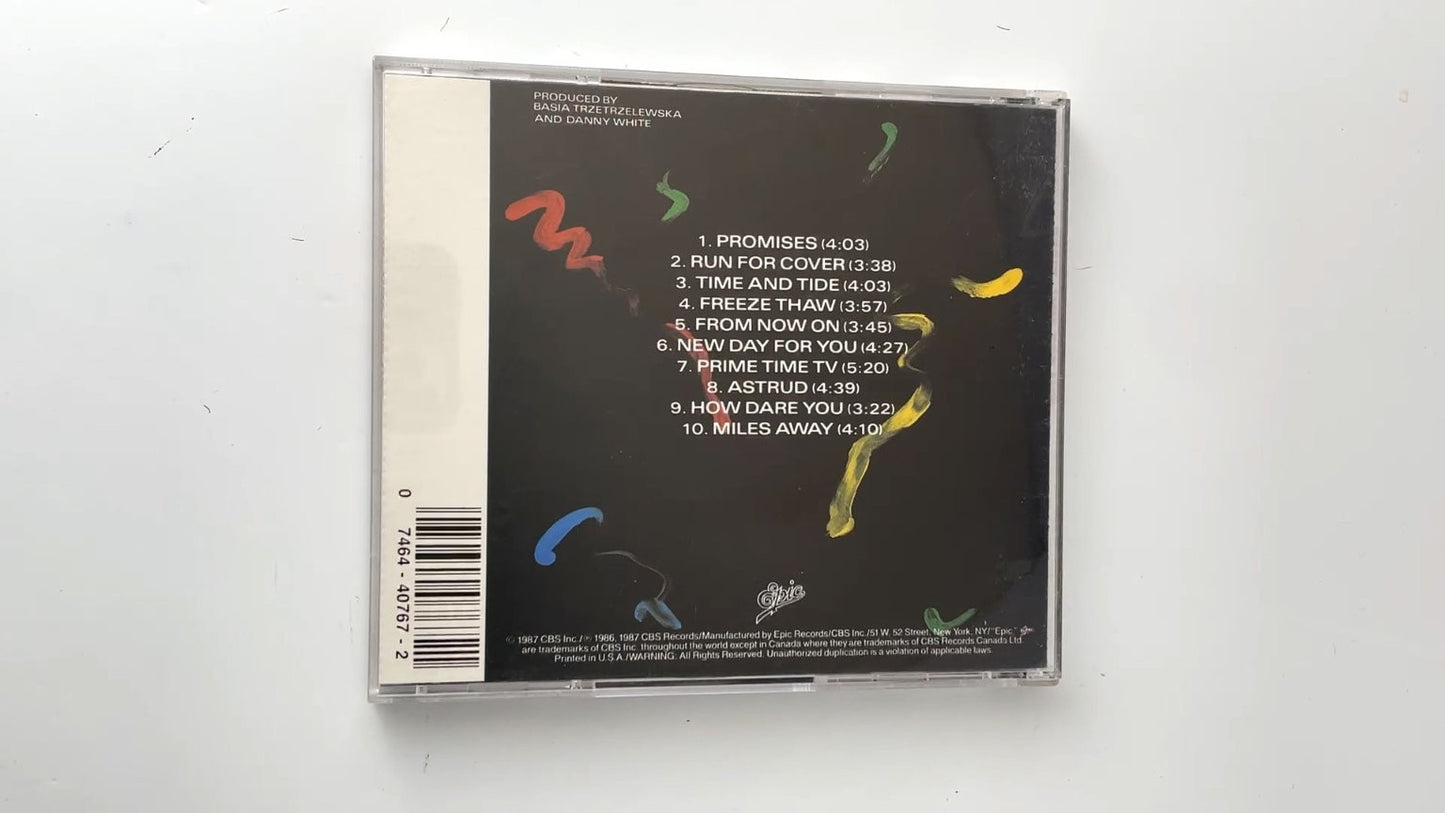 PRODUCED BY
BASIA TRZETRZELEWSKA
AND DANNY WHITE
1. PROMISES (4:03)
2. RUN FOR COVER (3:38)
3. TIME AND TIDE (4:03)
4. FREEZE THAW (3:57)
5. FROM NOW ON (3:45)
6. NEW DAY FOR YOU (4:27)
7. PRIME TIME TV (5:20)
8. ASTRUD (4:39)
9. HOW DARE YOU (3:22)
10. MILES AWAY (4:10)
0 7464-40767-2
Epic
© 1987 CBS Inc./℗ 1986, 1987 CBS Records/Manufactured by Epic Records/CBS Inc./51 W. 52 Street, New York, NY/"Epic"
are trademarks of CBS Inc. throughout the world except in Canada where they are trademarks of CBS Records Canada Ltd.
Printed in U.S.A./WARNING: All Rights Reserved. Unauthorized duplication is a violation of applicable laws.